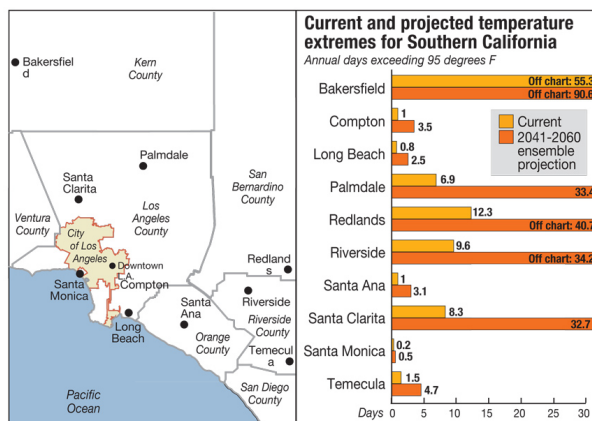 Bakersfiel
d
Kern
County
Palmdale
Santa
Clarita
Los
Angeles
County
San
Bernardino
County
Ventura
County
City
of Los
Angeles
Downtown
L.A.
Santa
Monica
Compton
Redland
s
Riverside
Riverside
County
Santa
Ana
Long
Beach
Orange
County
Temecul
a
San Diego
County
Pacific
Ocean
Current and projected temperature
extremes for Southern California
Annual days exceeding 95 degrees F
Bakersfield
Off chart: 55.3
Off chart: 90.6
Compton
1
3.5
Current
2041-2060
ensemble
projection
Long Beach
0.8
2.5
Palmdale
6.9
33.4
Redlands
12.3
Off chart: 40.7
Riverside
9.6
Off chart: 34.2
Santa Ana
1
3.1
Santa Clarita
8.3
32.7
Santa Monica
0.2
0.5
Temecula
1.5
4.7
Days
0 5 10 15 20 25 30